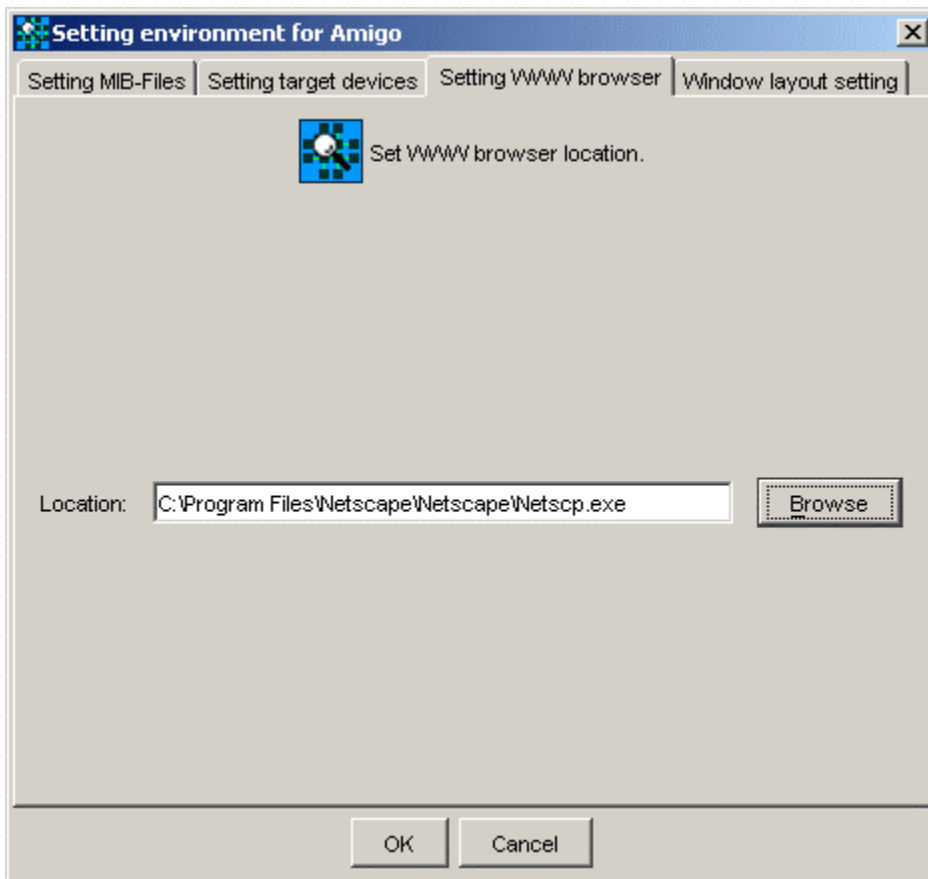 Setting environment for Amigo
Setting MIB-Files Setting target devices Setting WWW browser Window layout setting
Set WWW browser location.
Location: C:\Program Files\Netscape\Netscape\Netscp.exe Browse
OK Cancel